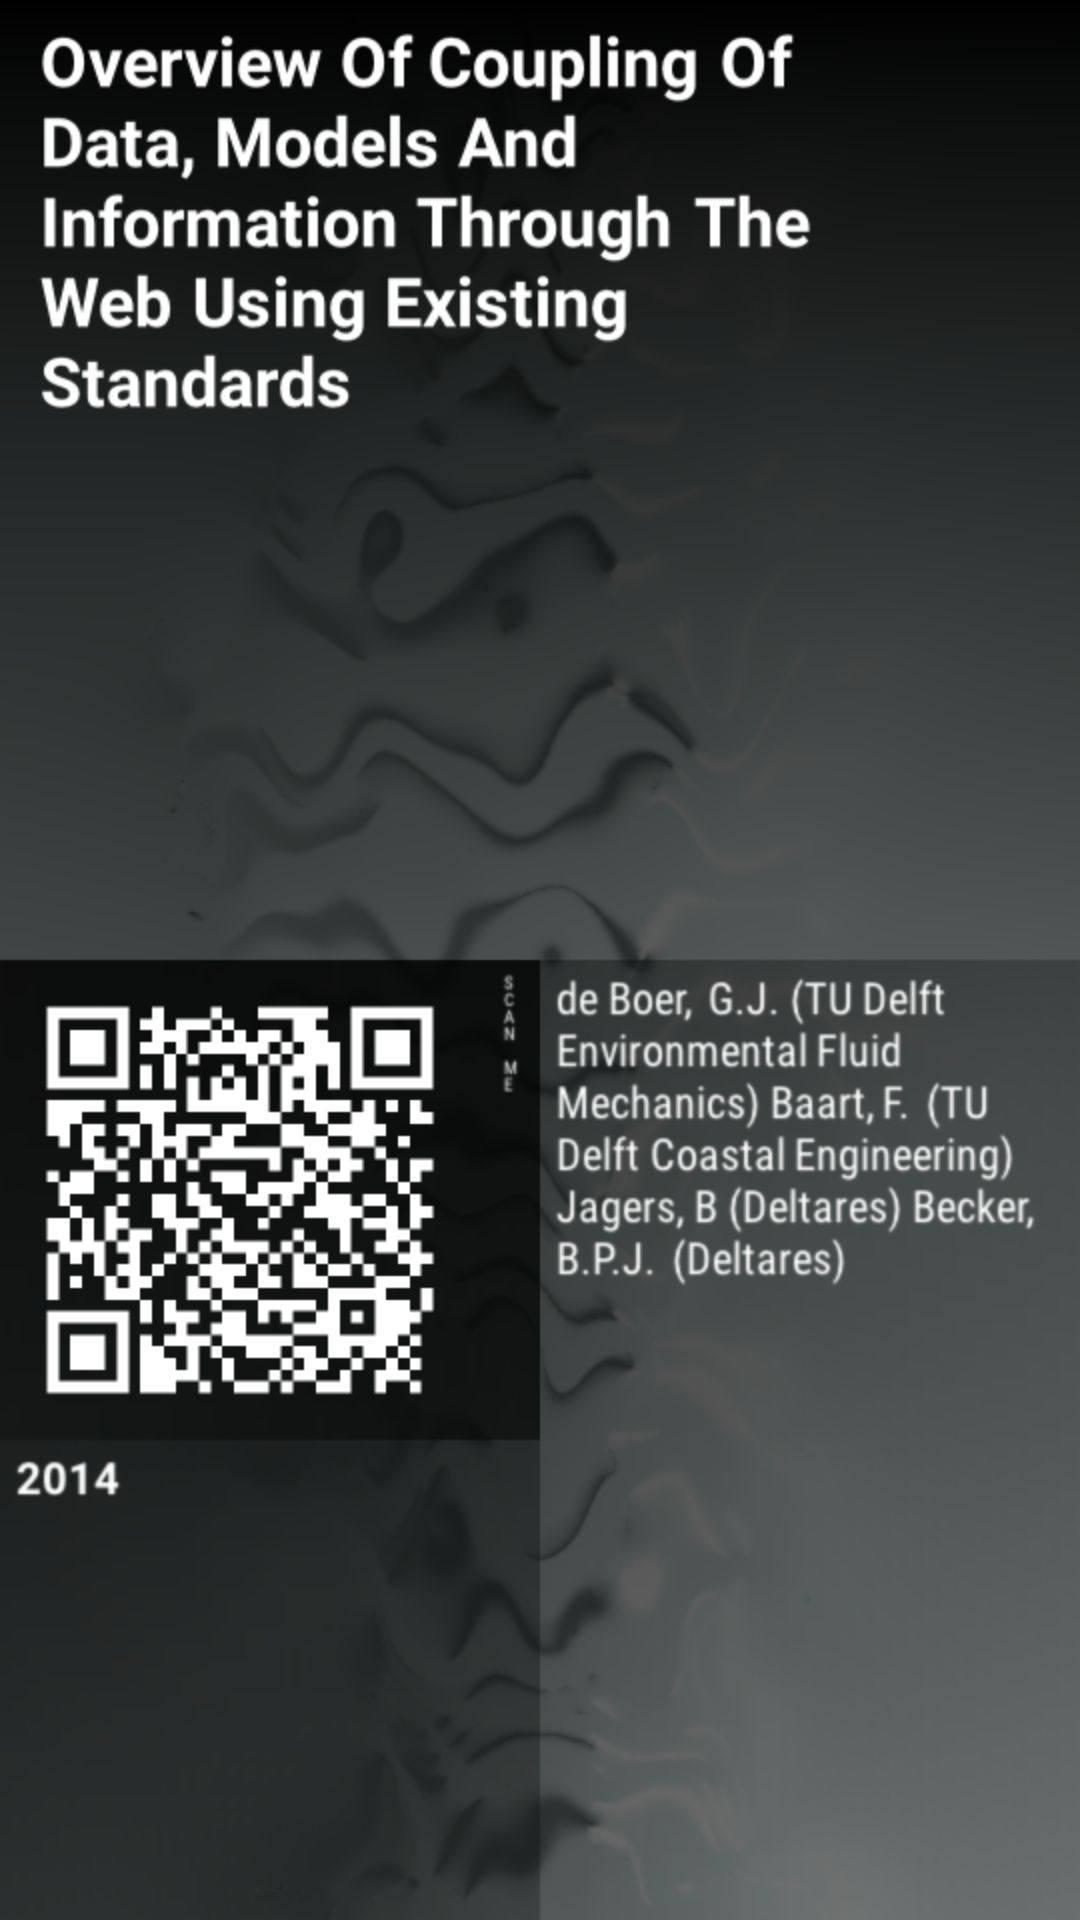 Overview Of Coupling Of
Data, Models And
Information Through The
Web Using Existing
Standards
SCAN ME
de Boer, G.J. (TU Delft
Environmental Fluid
Mechanics) Baart, F. (TU
Delft Coastal Engineering)
Jagers, B (Deltares) Becker,
B.P.J. (Deltares)
2014